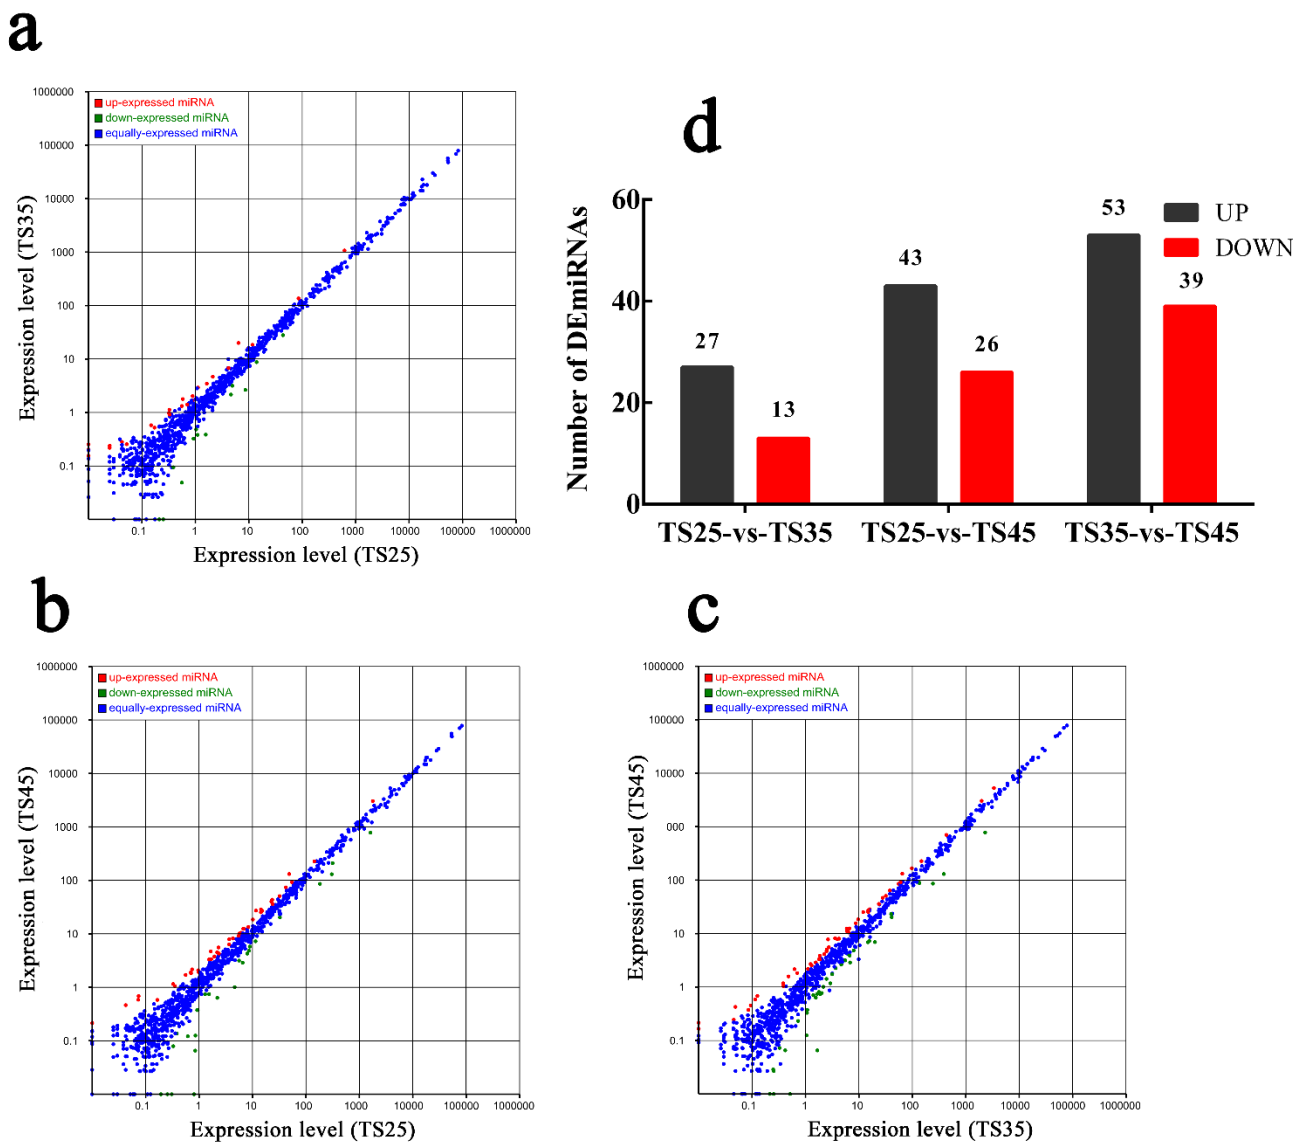 a
1000000
up-expressed miRNA
down-expressed miRNA
equally-expressed miRNA
100000
10000
1000
100
10
1
0.1
Expression level (TS35)
0.1 1 10 100 1000 10000 100000 1000000
Expression level (TS25)
d
Number of DEmiRNAs
60
40
20
0
UP
DOWN
27
13
43
26
53
39
TS25-vs-TS35 TS25-vs-TS45 TS35-vs-TS45
b
1000000
up-expressed miRNA
down-expressed miRNA
equally-expressed miRNA
100000
10000
1000
100
10
1
0.1
Expression level (TS45)
0.1 1 10 100 1000 10000 100000 1000000
Expression level (TS25)
c
1000000
up-expressed miRNA
down-expressed miRNA
equally-expressed miRNA
100000
10000
000
100
10
1
0.1
Expression level (TS45)
0.1 1 10 100 1000 10000 100000 1000000
Expression level (TS35)